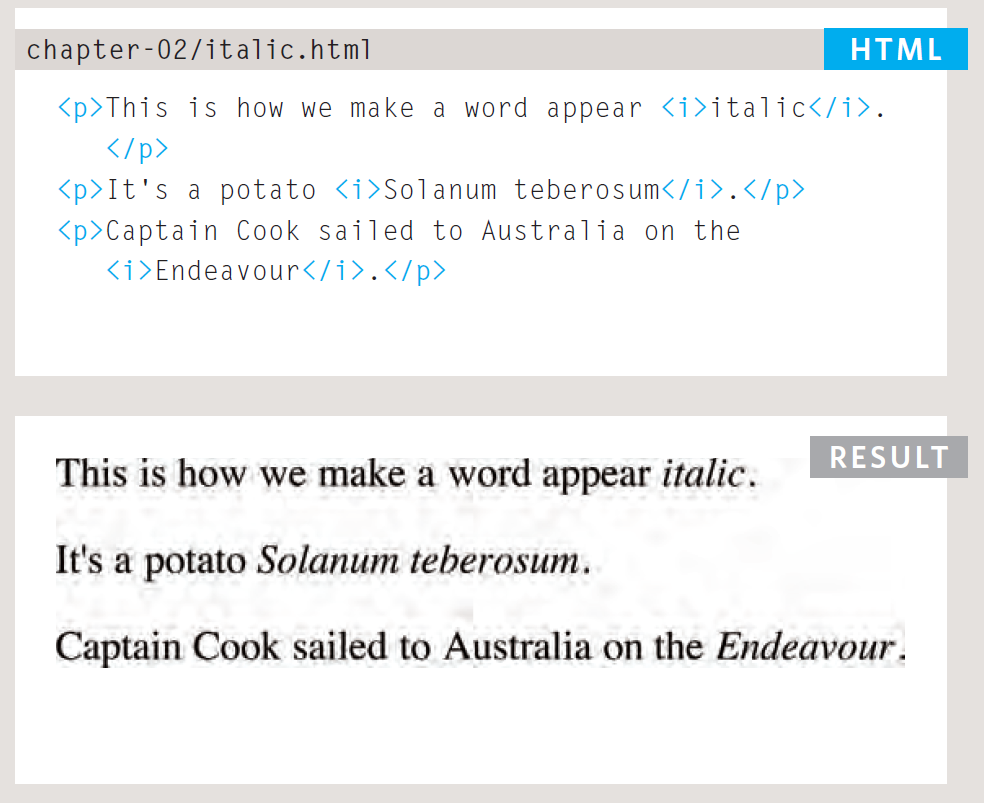 chapter-02/italic.html
HTML
<p>This is how we make a word appear <i>italic</i>.
</p>
<p>It's a potato <i>Solanum teberosum</i>.</p>
<p>Captain Cook sailed to Australia on the
<i>Endeavour</i>.</p>
RESULT
This is how we make a word appear italic.
It's a potato Solanum teberosum.
Captain Cook sailed to Australia on the Endeavour.